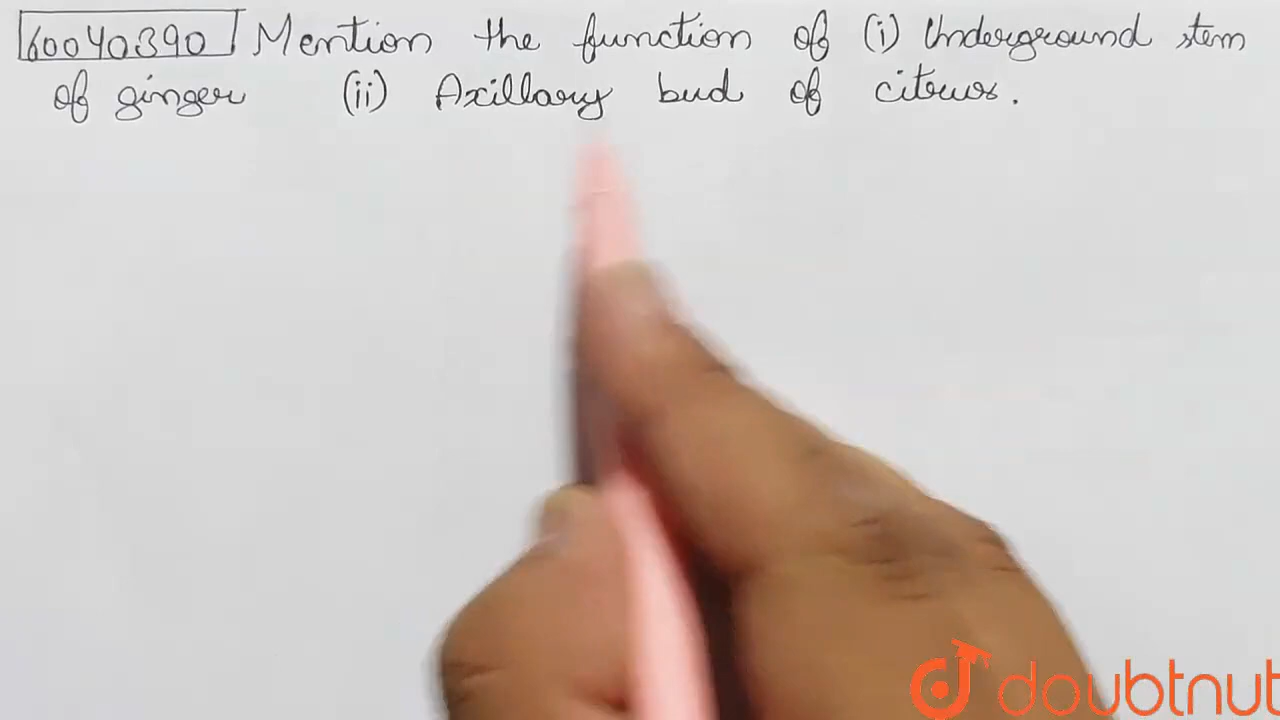 60040390 Mention the function of (i) Underground stem
of ginger (ii) Axillary bud of citrus.
doubtnut